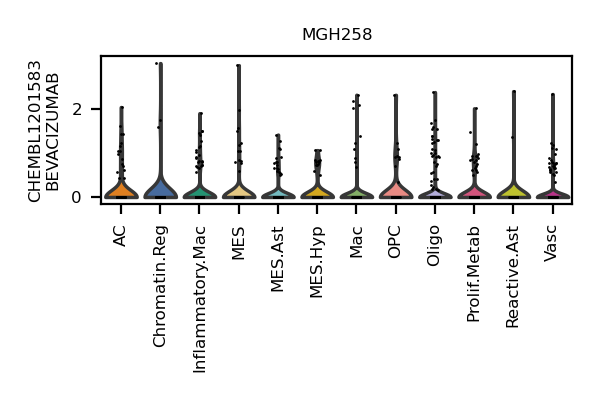 MGH258
CHEMBL1201583
BEVACIZUMAB
2
0
AC
Chromatin.Reg
Inflammatory.Mac
MES
MES.Ast
MES.Hyp
Mac
OPC
Oligo
Prolif.Metab
Reactive.Ast
Vasc